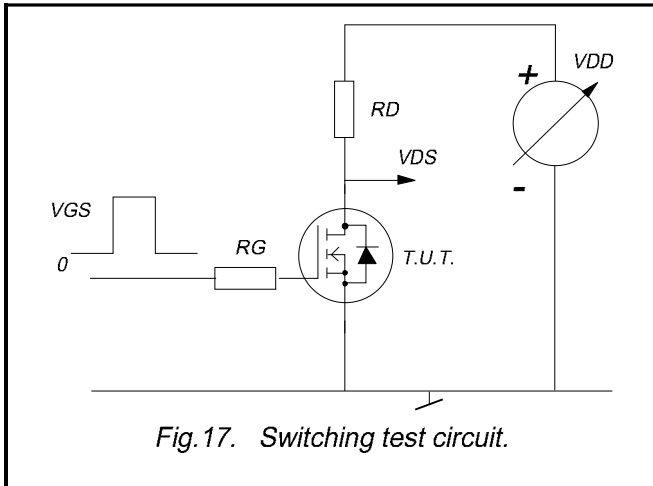 +
VDD
RD
-
VDS
VGS
0
RG
T.U.T.
Fig.17. Switching test circuit.